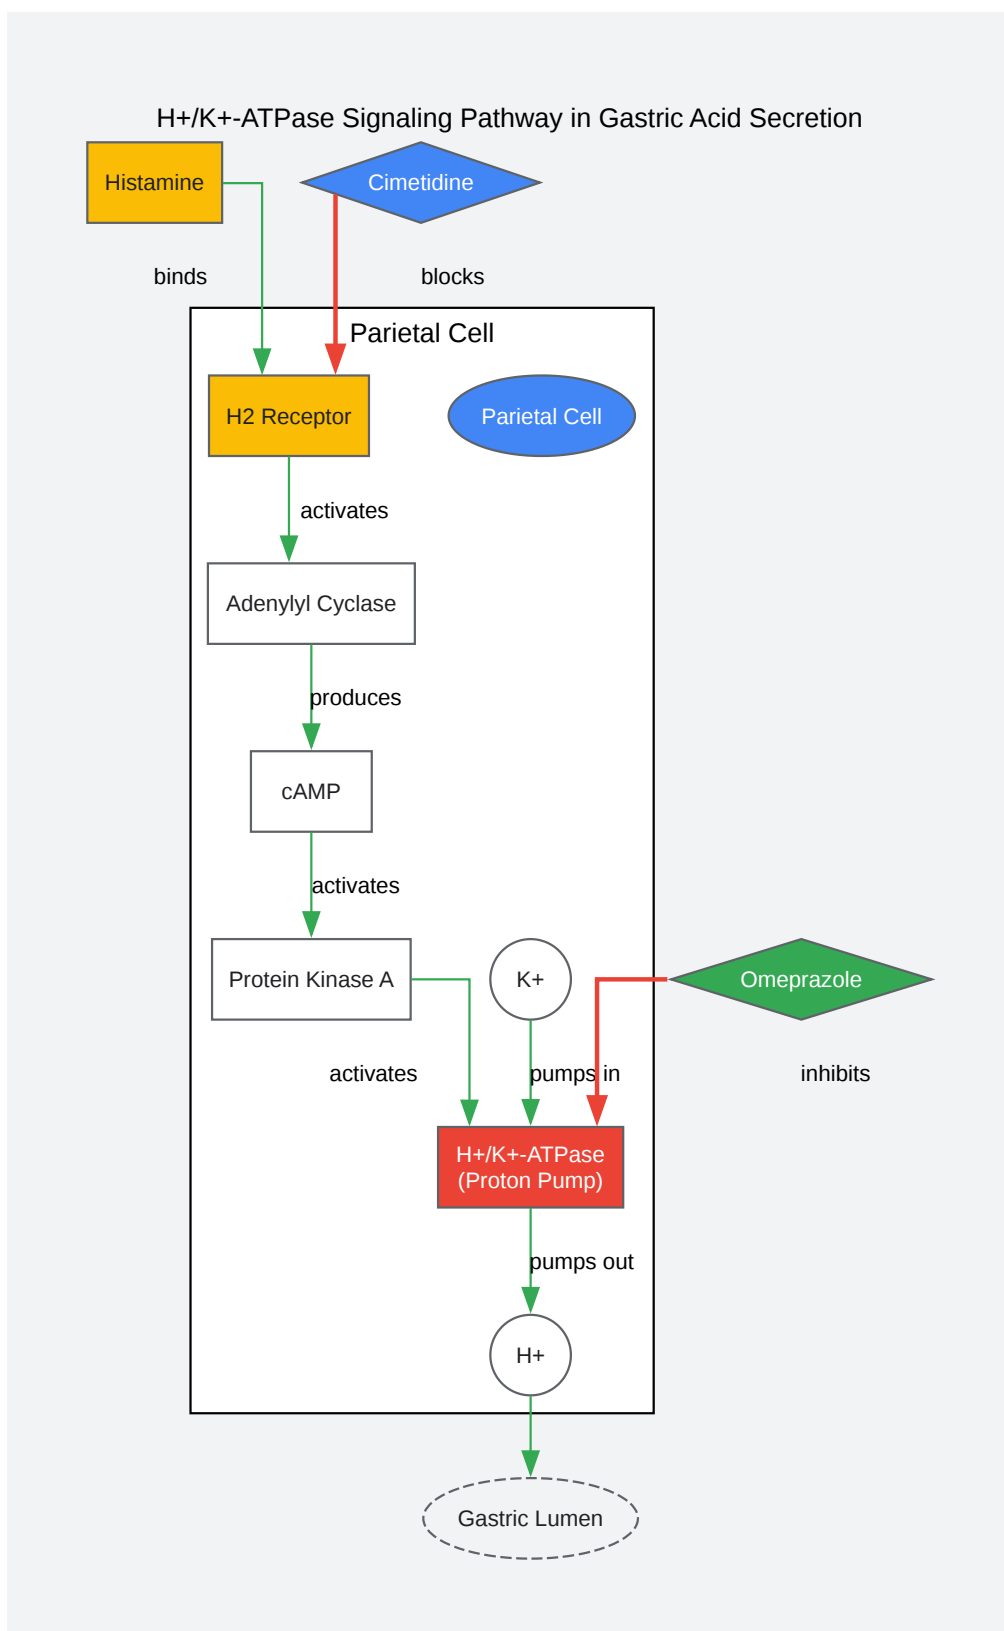 H+/K+-ATPase Signaling Pathway in Gastric Acid Secretion
Histamine
Cimetidine
binds
blocks
Parietal Cell
H2 Receptor
Parietal Cell
activates
Adenylyl Cyclase
produces
cAMP
activates
Protein Kinase A
K+
Omeprazole
activates
pumps in
inhibits
H+/K+-ATPase
(Proton Pump)
pumps out
H+
Gastric Lumen